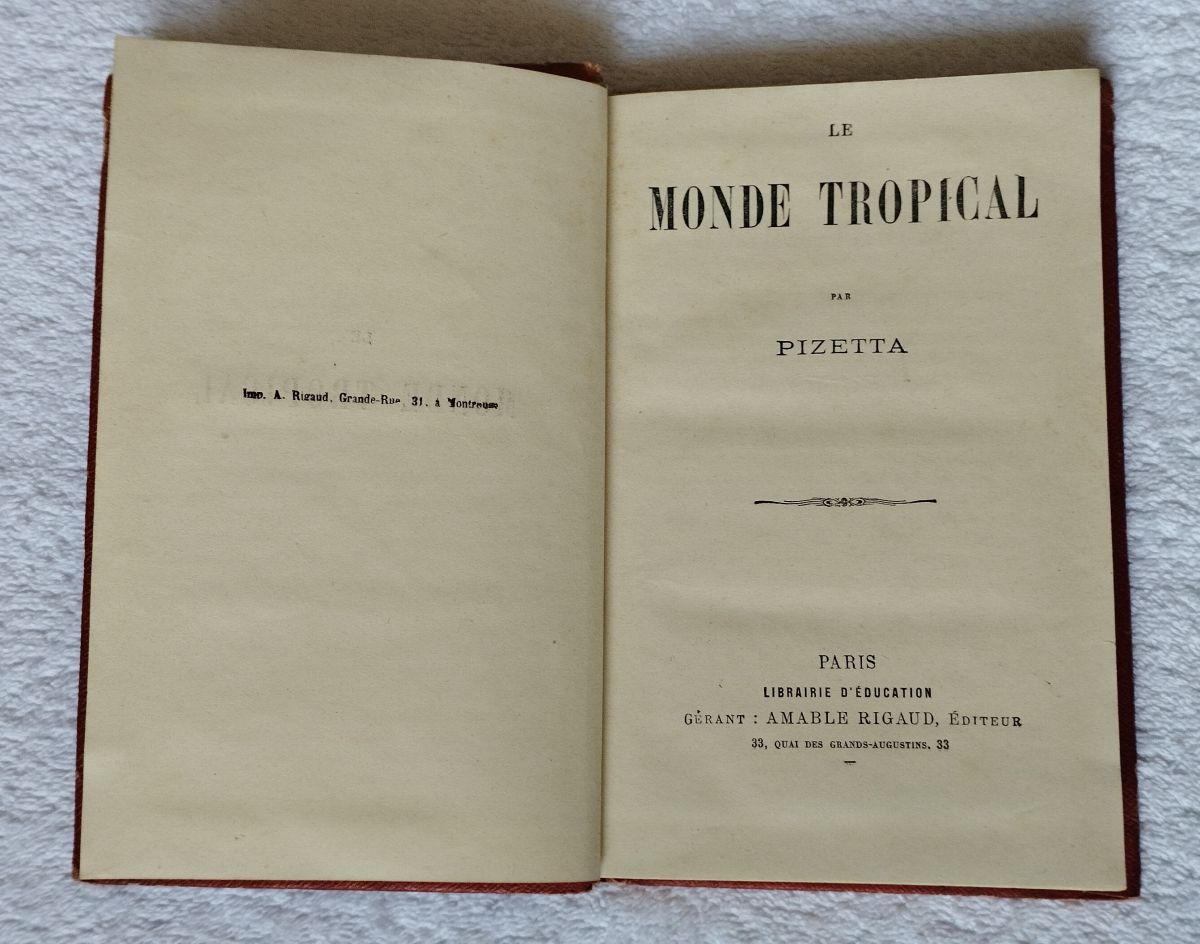 Imp. A. Rigaud, Grande-Rue, 31, à Montrouge
LE
MONDE TROPICAL
PAR
PIZETTA
PARIS
LIBRAIRIE D'ÉDUCATION
GÉRANT : AMABLE RIGAUD, ÉDITEUR
33, QUAI DES GRANDS-AUGUSTINS, 33